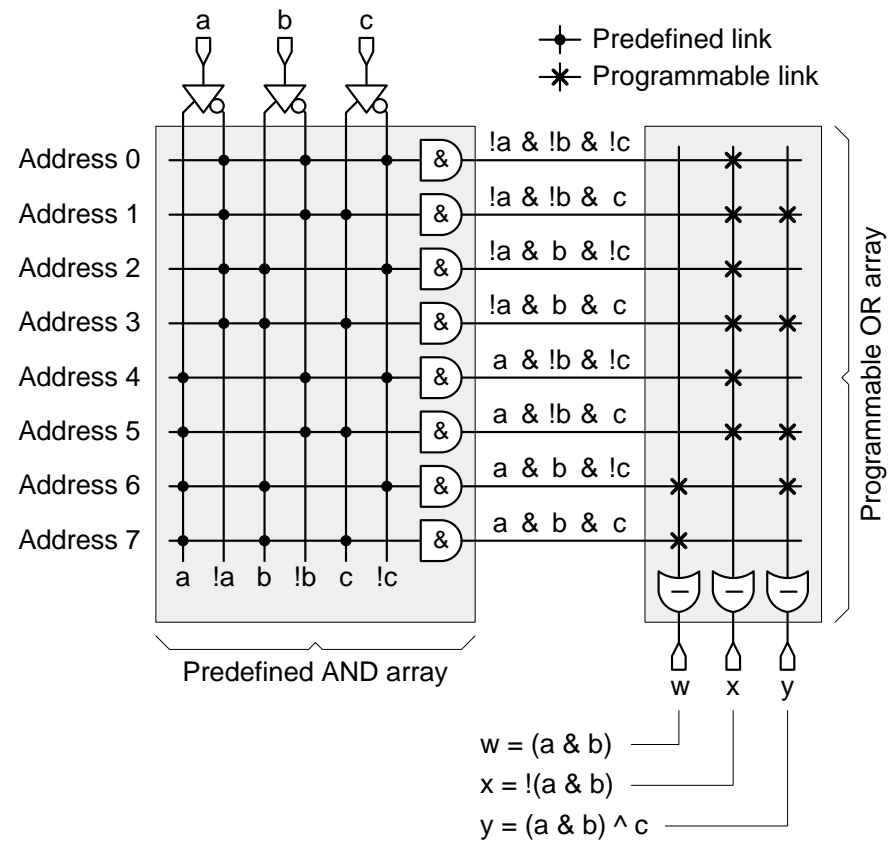 a b c
Predefined link
Programmable link
Address 0 & !a & !b & !c
Address 1 & !a & !b & c
Address 2 & !a & b & !c
Address 3 & !a & b & c
Address 4 & a & !b & !c
Address 5 & a & !b & c
Address 6 & a & b & !c
Address 7 & a & b & c
a !a b !b c !c
Predefined AND array
Programmable OR array
w x y
w = (a & b)
x = !(a & b)
y = (a & b) ^ c